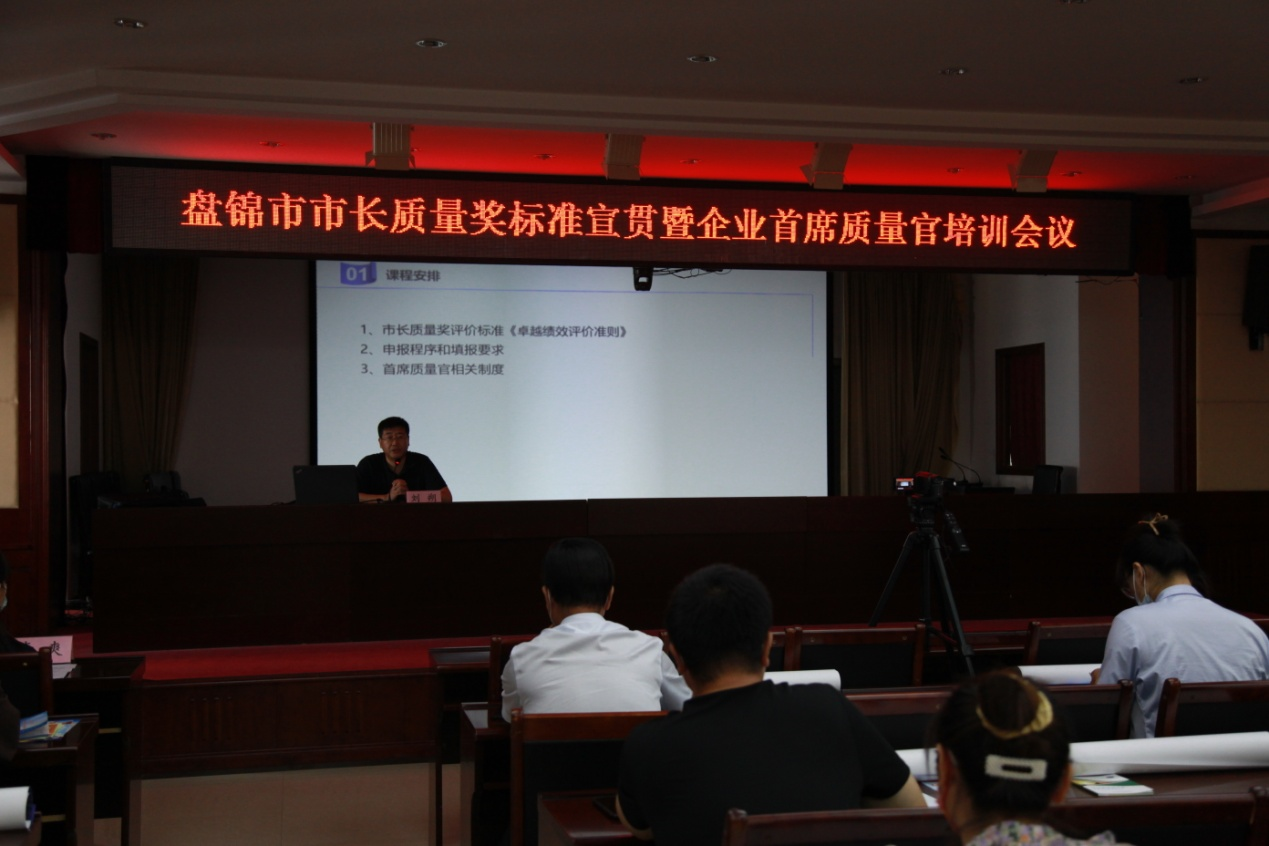 盘锦市市长质量奖标准宣贯暨企业首席质量官培训会议
01 课程安排
1、市长质量奖评价标准《卓越绩效评价准则》
2、申报程序和填报要求
3、首席质量官相关制度